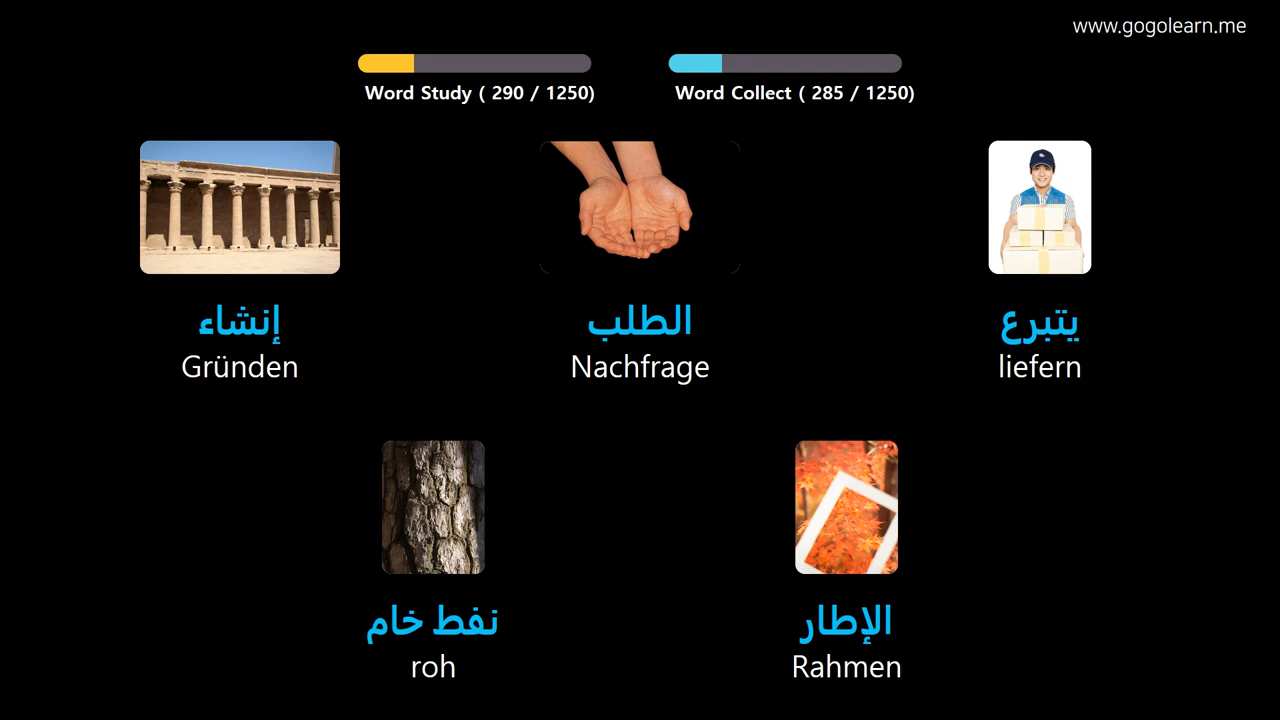 www.gogolearn.me
Word Study ( 290 / 1250)
Word Collect ( 285 / 1250)
إنشاء
Gründen
الطلب
Nachfrage
يتبرع
liefern
نفط خام
roh
الإطار
Rahmen